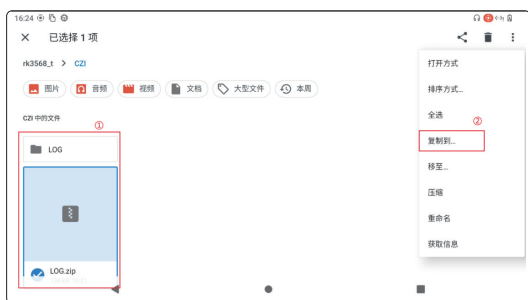 16:24
已选择 1 项
rk3568_t > CZI
图片 音频 视频 文档 大型文件 本周
CZI 中的文件
①
LOG
LOG.zip
打开方式
排序方式...
全选
②
复制到...
移至...
压缩
重命名
获取信息